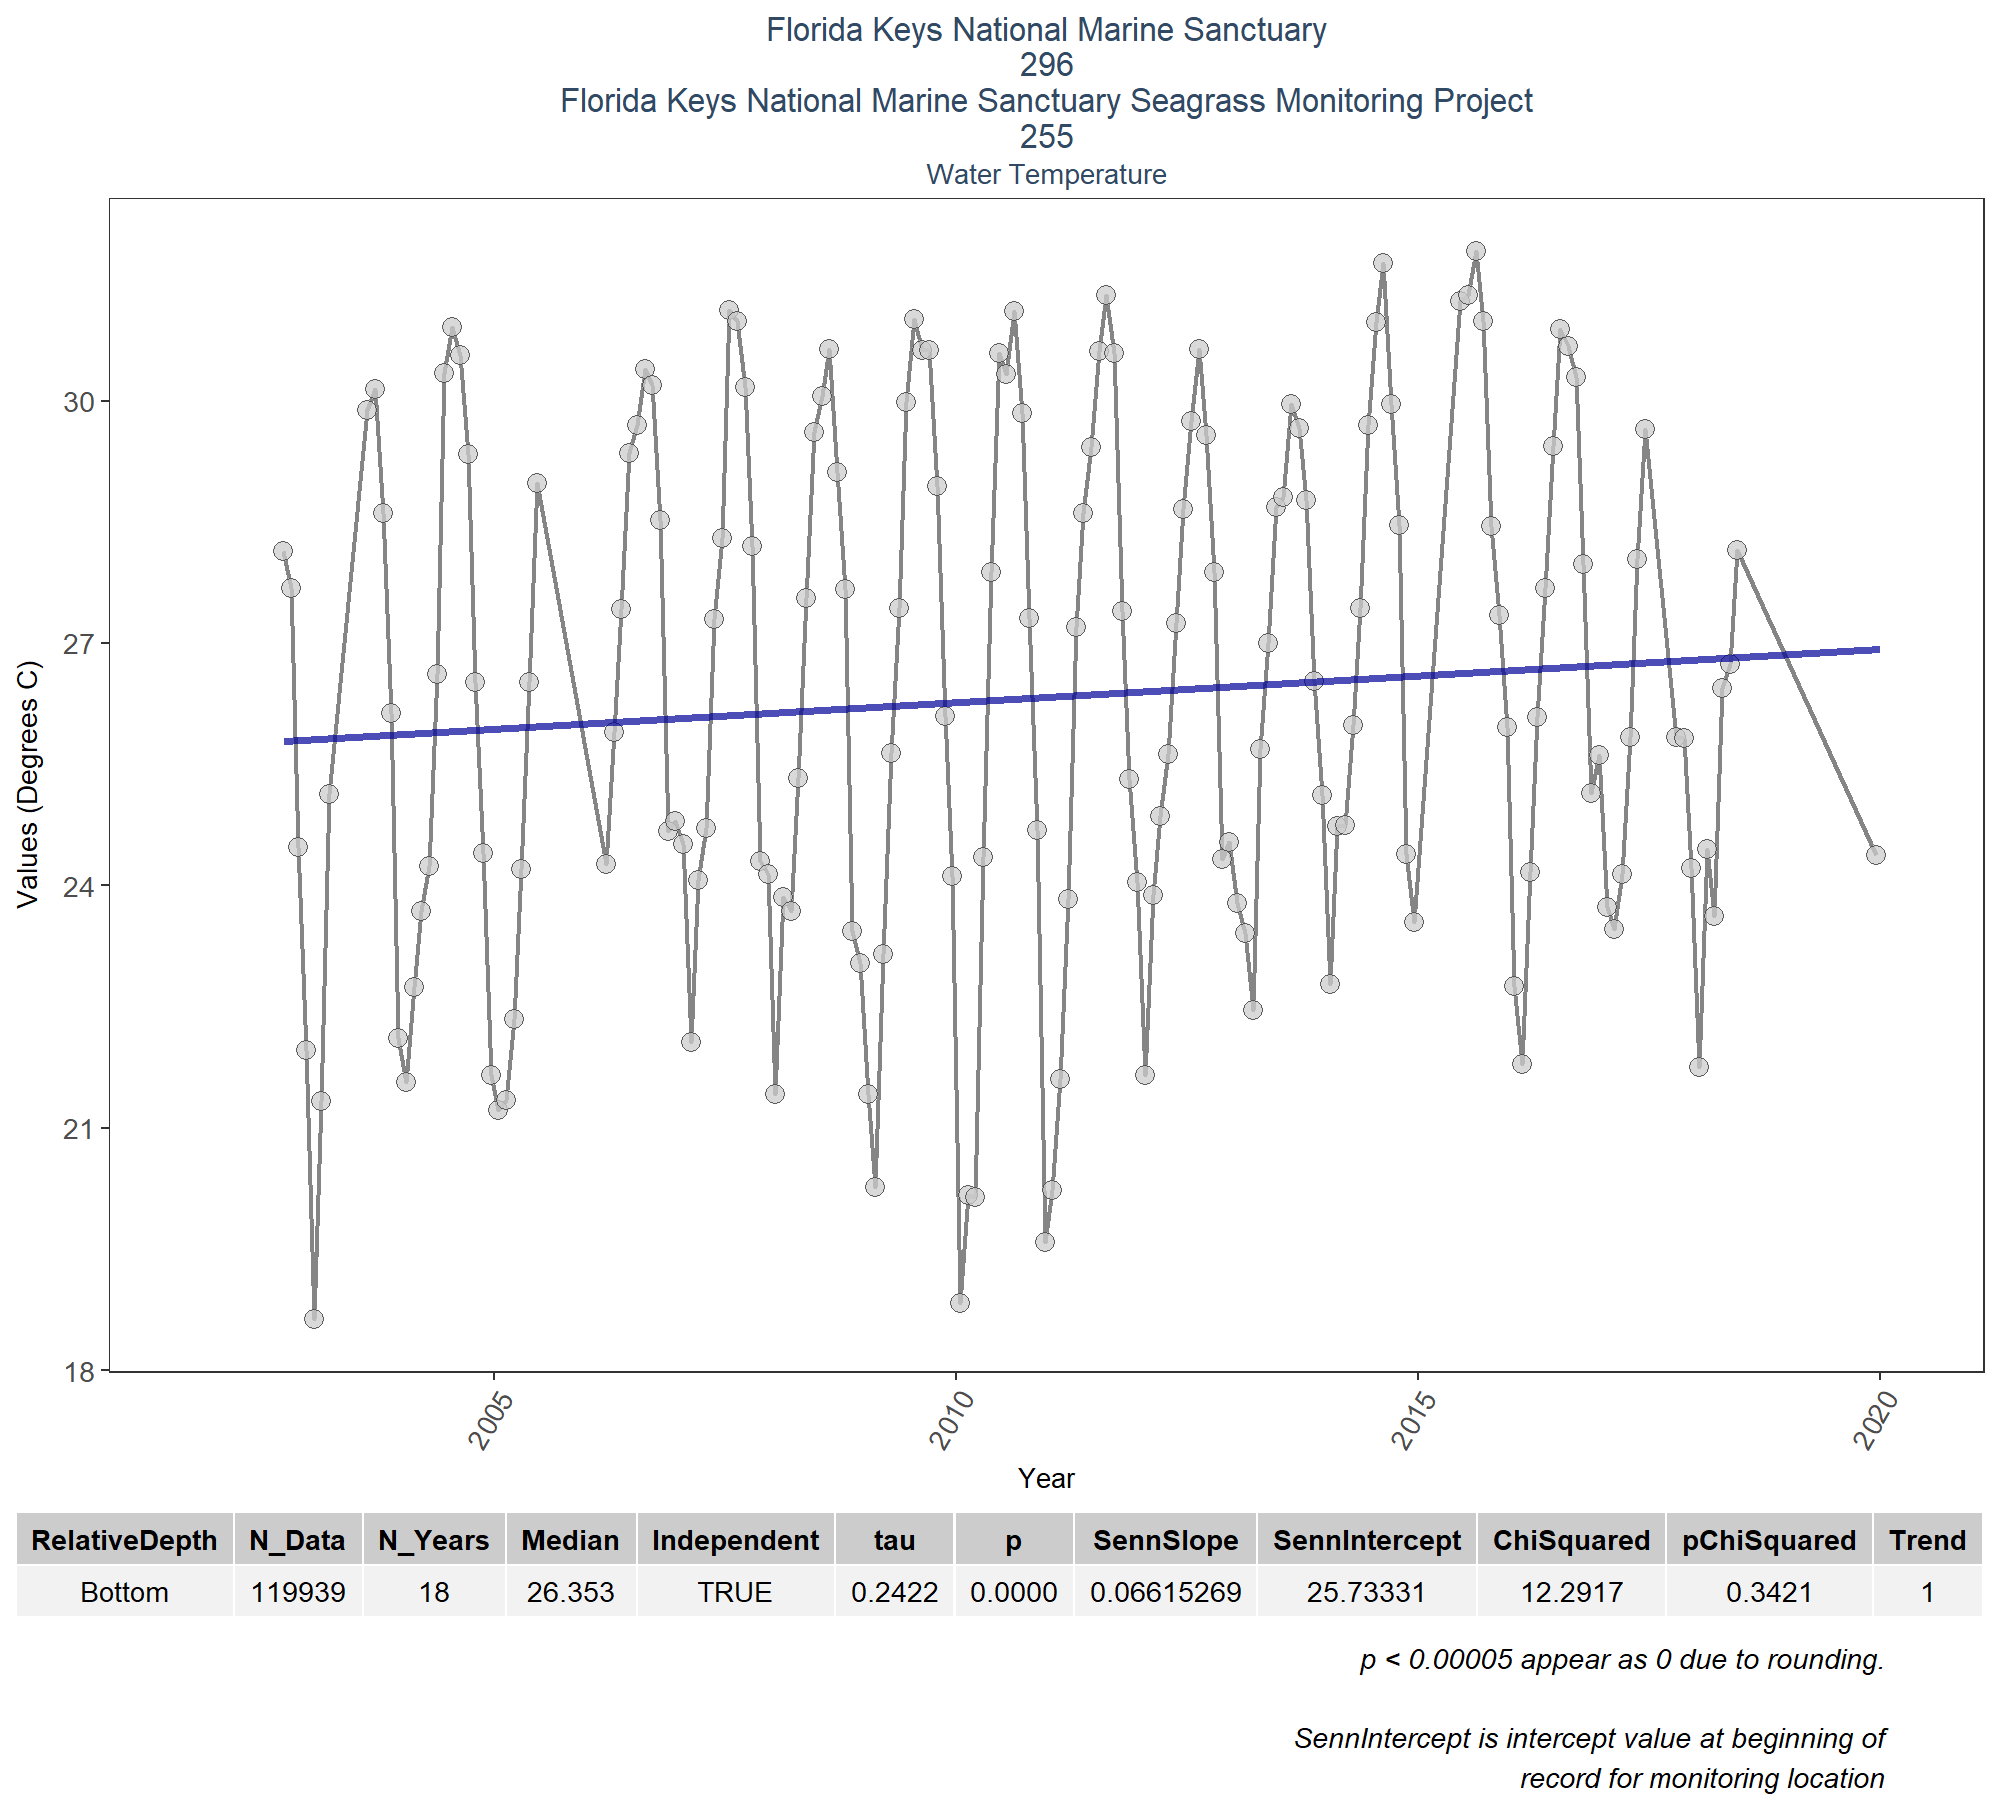 Florida Keys National Marine Sanctuary
296
Florida Keys National Marine Sanctuary Seagrass Monitoring Project
255
Water Temperature
Values (Degrees C)
30
27
24
21
18
2005
2010
2015
2020
Year
RelativeDepth N_Data N_Years Median Independent tau p SennSlope SennIntercept ChiSquared pChiSquared Trend
Bottom 119939 18 26.353 TRUE 0.2422 0.0000 0.06615269 25.73331 12.2917 0.3421 1
p < 0.00005 appear as 0 due to rounding.
SennIntercept is intercept value at beginning of
record for monitoring location